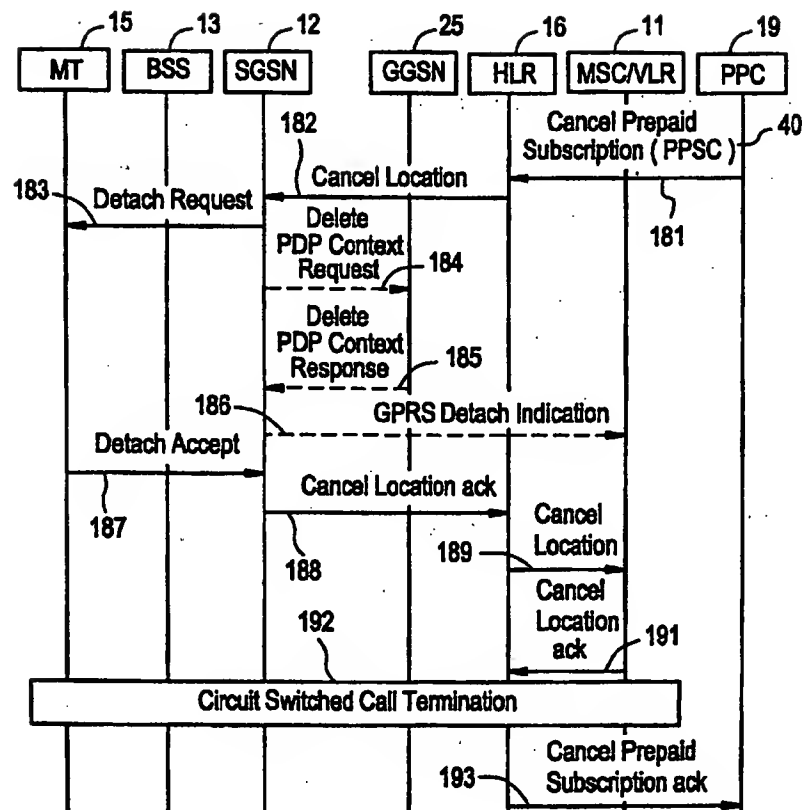 15 13 12 25 16 11 19
MT BSS SGSN GGSN HLR MSC/VLR PPC
Cancel Prepaid
Subscription ( PPSC )
40
181
182
Cancel Location
183
Detach Request
Delete
PDP Context
Request
184
Delete
PDP Context
Response
185
186
GPRS Detach Indication
Detach Accept
187
Cancel Location ack
188
Cancel
Location
189
Cancel
Location
ack
191
192
Circuit Switched Call Termination
Cancel Prepaid
Subscription ack
193